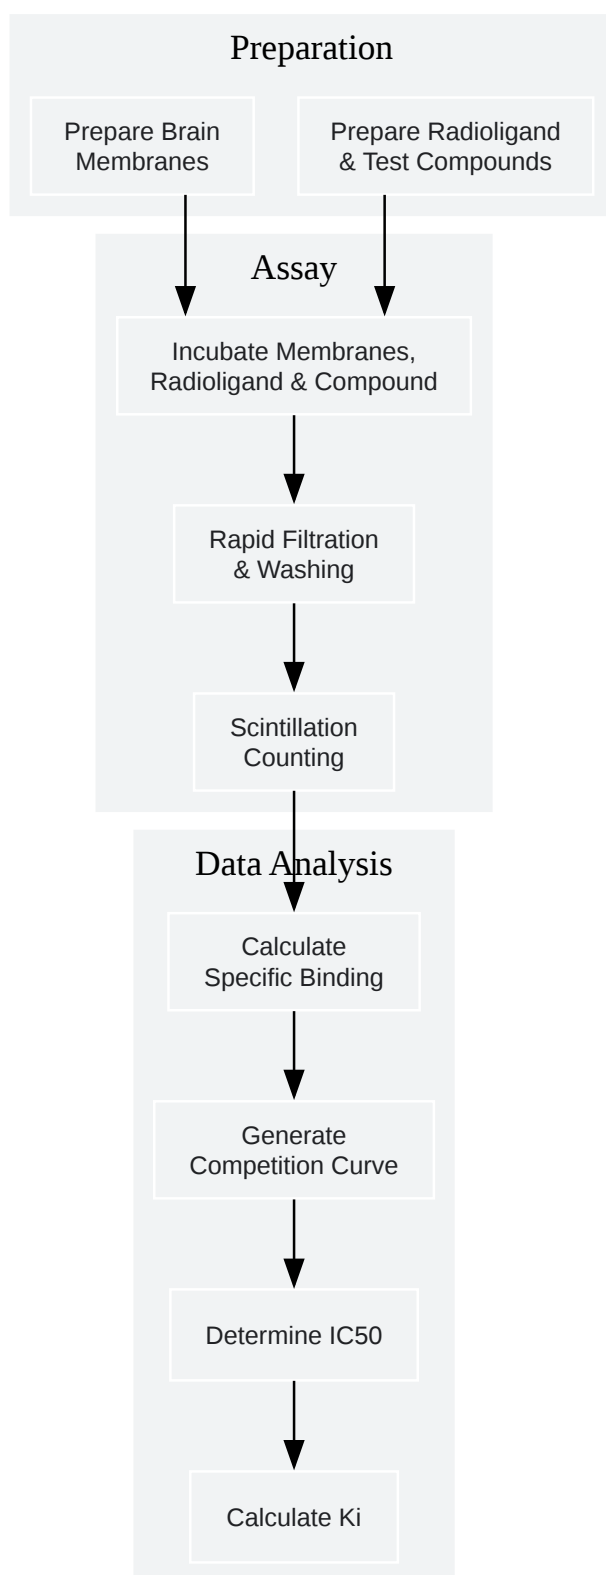 Preparation
Prepare Brain
Membranes
Prepare Radioligand
& Test Compounds
Assay
Incubate Membranes,
Radioligand & Compound
Rapid Filtration
& Washing
Scintillation
Counting
Data Analysis
Calculate
Specific Binding
Generate
Competition Curve
Determine IC50
Calculate Ki